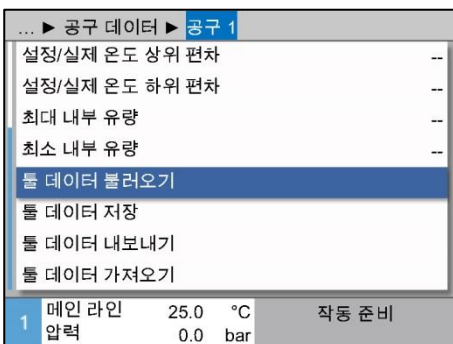 ... ► 공구 데이터 ► 공구 1
설정/실제 온도 상위 편차 --
설정/실제 온도 하위 편차 --
최대 내부 유량 --
최소 내부 유량 --
툴 데이터 불러오기
툴 데이터 저장
툴 데이터 내보내기
툴 데이터 가져오기
1 메인 라인 25.0 °C 작동 준비
압력 0.0 bar